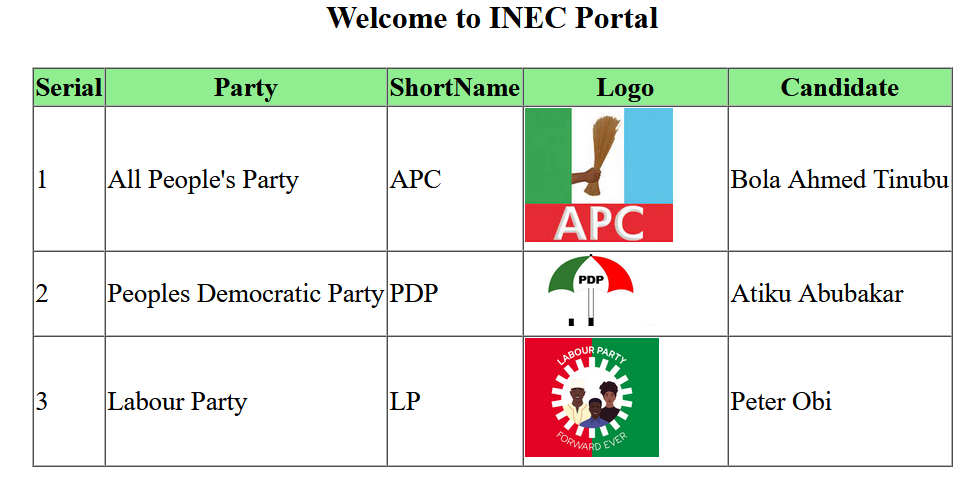 Welcome to INEC Portal
Serial Party ShortName Logo Candidate
1 All People's Party APC APC Bola Ahmed Tinubu
2 Peoples Democratic Party PDP PDP Atiku Abubakar
3 Labour Party LP LABOUR PARTY FORWARD EVER Peter Obi